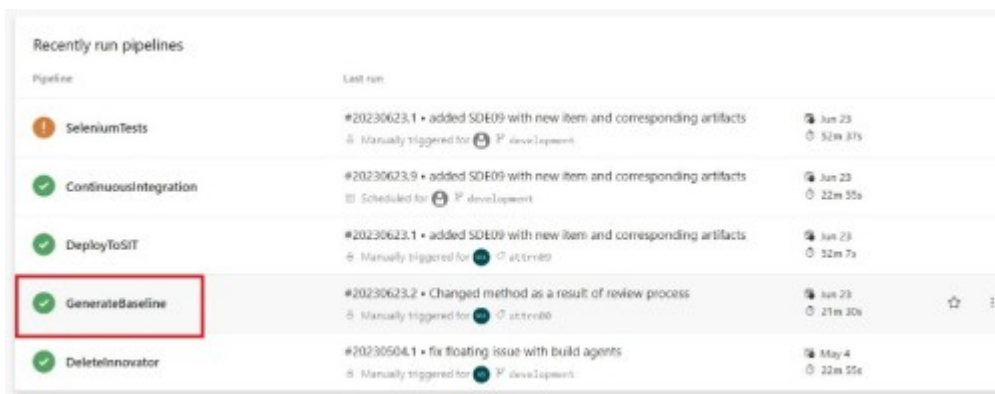 Recently run pipelines
Pipeline Last run
SeleniumTests #20230623.1 • added SDE09 with new item and corresponding artifacts Jun 23
Manually triggered for development 52m 37s
ContinuousIntegration #20230623.9 • added SDE09 with new item and corresponding artifacts Jun 23
Scheduled for development 22m 55s
DeployToSIT #20230623.1 • added SDE09 with new item and corresponding artifacts Jun 23
Manually triggered for 52m 7s
GenerateBaseline #20230623.2 • Changed method as a result of review process Jun 23
Manually triggered for 21m 30s
DeleteInnovator #20230504.1 • fix floating issue with build agents May 4
Manually triggered for development 22m 55s